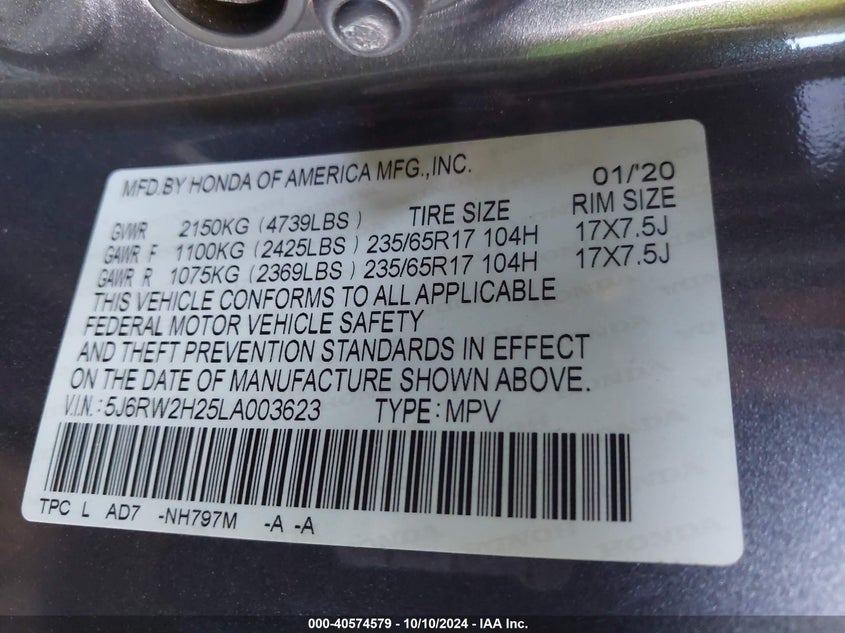 MFD.BY HONDA OF AMERICA MFG.,INC. 01/'20
GVWR 2150KG (4739LBS) TIRE SIZE RIM SIZE
GAWR F 1100KG (2425LBS) 235/65R17 104H 17X7.5J
GAWR R 1075KG (2369LBS) 235/65R17 104H 17X7.5J
THIS VEHICLE CONFORMS TO ALL APPLICABLE
FEDERAL MOTOR VEHICLE SAFETY
AND THEFT PREVENTION STANDARDS IN EFFECT
ON THE DATE OF MANUFACTURE SHOWN ABOVE.
V.I.N.: 5J6RW2H25LA003623 TYPE: MPV
TPC L AD7 -NH797M -A -A
000-40574579 - 10/10/2024 - IAA Inc.